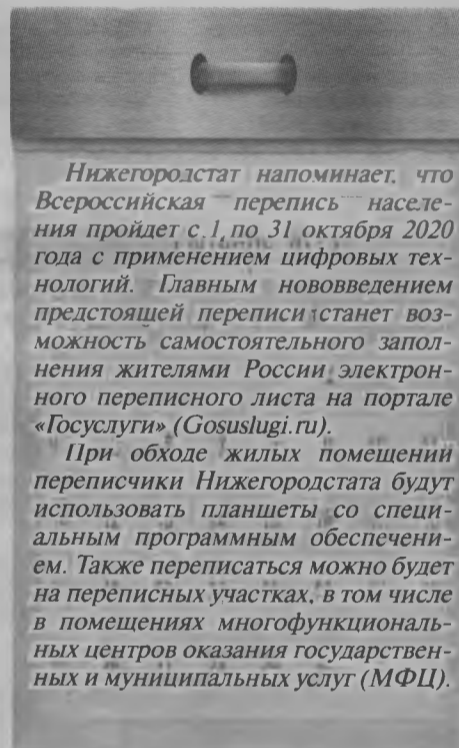 Нижегородстат напоминает, что
Всероссийская перепись населе-
ния пройдет с 1 по 31 октября 2020
года с применением цифровых тех-
нологий. Главным нововведением
предстоящей переписи станет воз-
можность самостоятельного запол-
нения жителями России электрон-
ного переписного листа на портале
«Госуслуги» (Gosuslugi.ru).
При обходе жилых помещений
переписчики Нижегородстата будут
использовать планшеты со специ-
альным программным обеспечени-
ем. Также переписаться можно будет
на переписных участках, в том числе
в помещениях многофункциональ-
ных центров оказания государствен-
ных и муниципальных услуг (МФЦ).